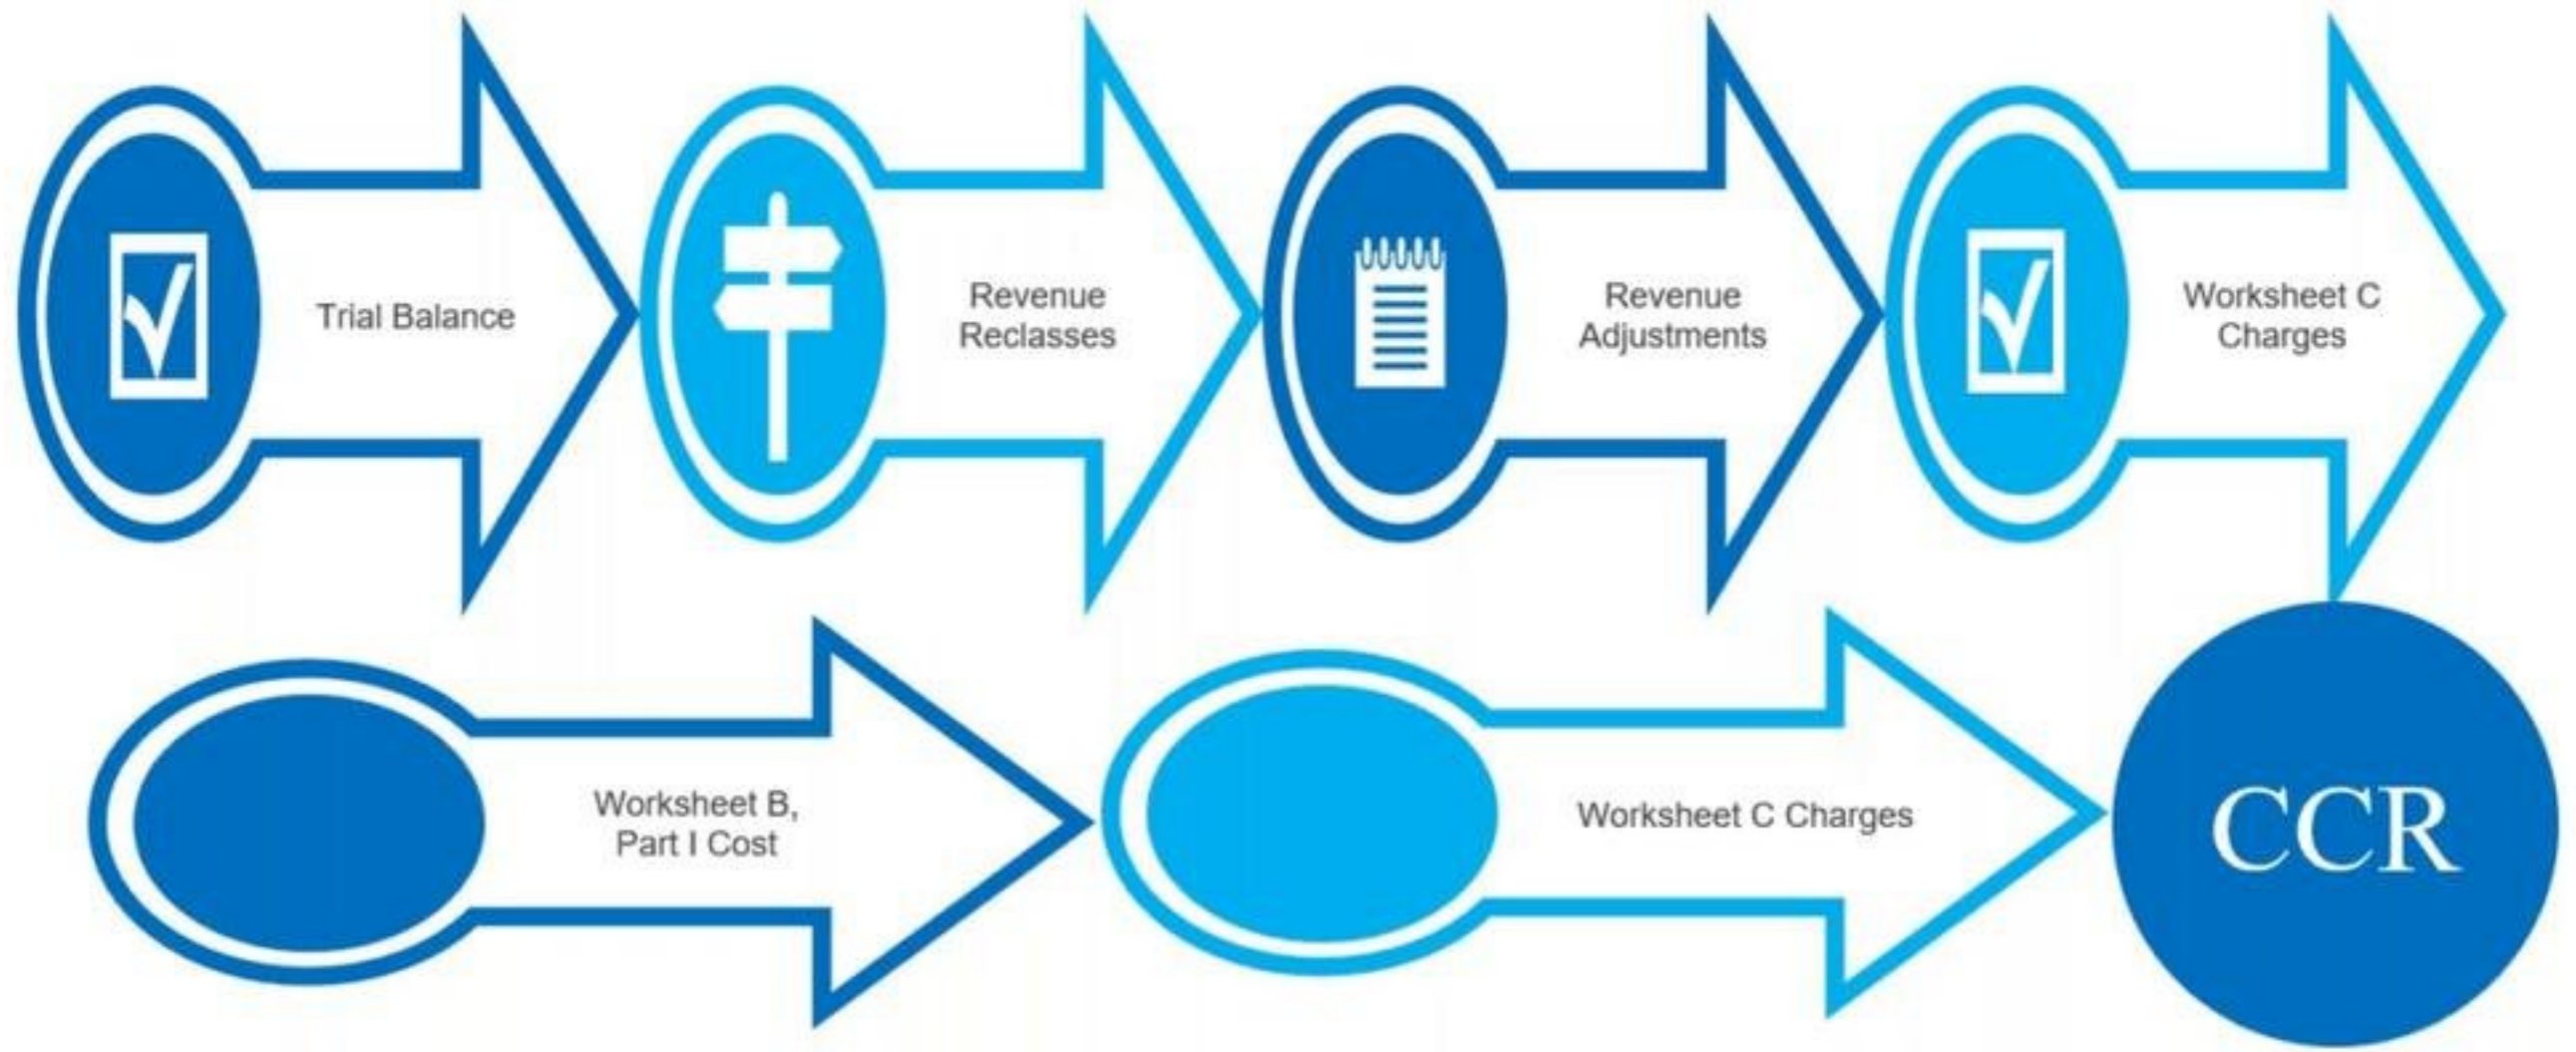 Trial Balance
Revenue
Reclasses
Revenue
Adjustments
Worksheet C
Charges
Worksheet B,
Part I Cost
Worksheet C Charges
CCR